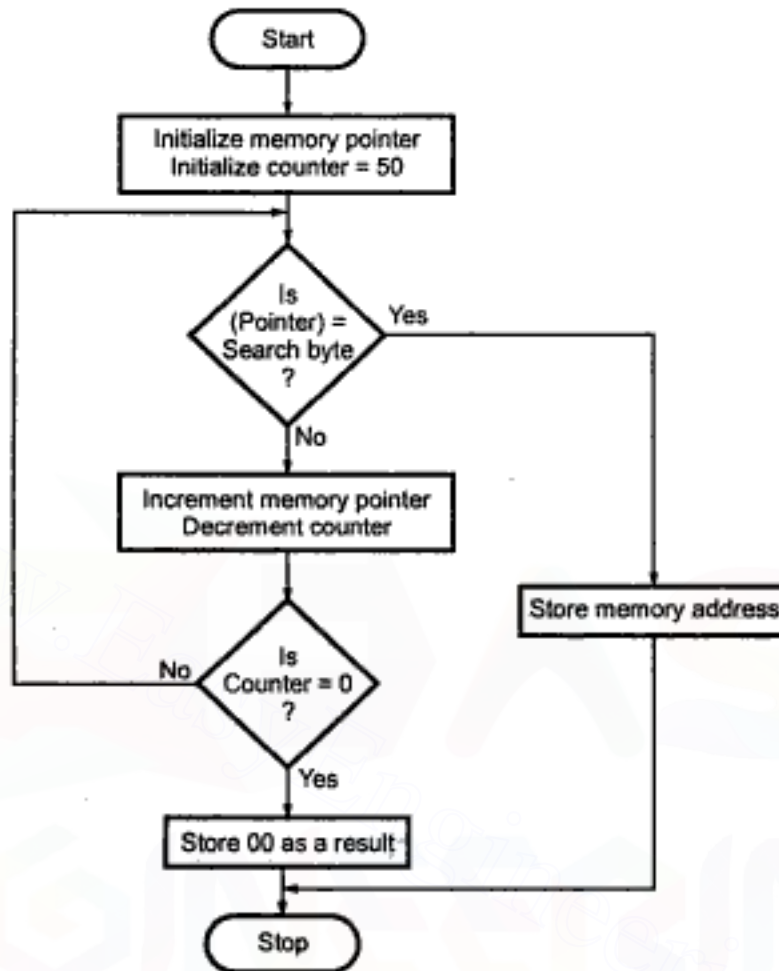 Start
Initialize memory pointer
Initialize counter = 50
Is
(Pointer) =
Search byte
?
Yes
No
Increment memory pointer
Decrement counter
Store memory address
Is
Counter = 0
?
No
Yes
Store 00 as a result
Stop